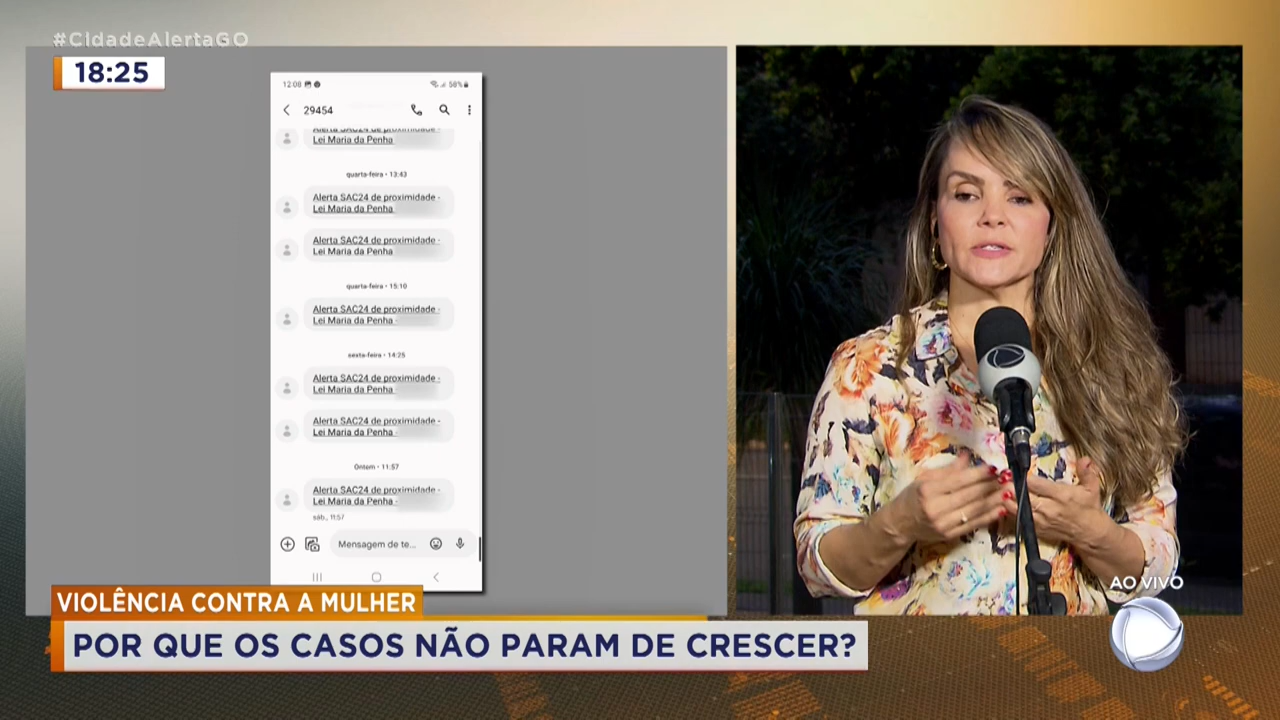 #CidadeAlertaGO
18:25
12:08
58%
29454
Alerta SAC24 de proximidade -
Lei Maria da Penha
quarta-feira • 13:43
Alerta SAC24 de proximidade -
Lei Maria da Penha
Alerta SAC24 de proximidade -
Lei Maria da Penha
quarta-feira • 15:10
Alerta SAC24 de proximidade -
Lei Maria da Penha -
sexta-feira • 14:25
Alerta SAC24 de proximidade -
Lei Maria da Penha
Alerta SAC24 de proximidade -
Lei Maria da Penha -
Ontem • 11:57
Alerta SAC24 de proximidade -
Lei Maria da Penha -
sáb., 11:57
Mensagem de te...
AO VIVO
VIOLÊNCIA CONTRA A MULHER
POR QUE OS CASOS NÃO PARAM DE CRESCER?